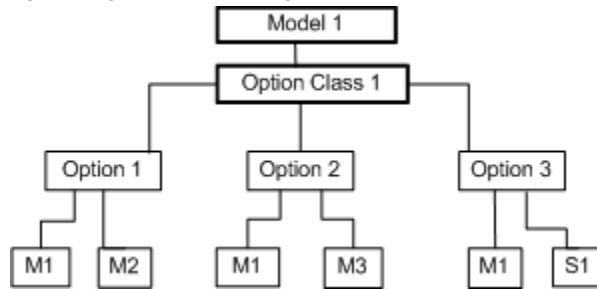 Model 1
Option Class 1
Option 1
Option 2
Option 3
M1
M2
M1
M3
M1
S1